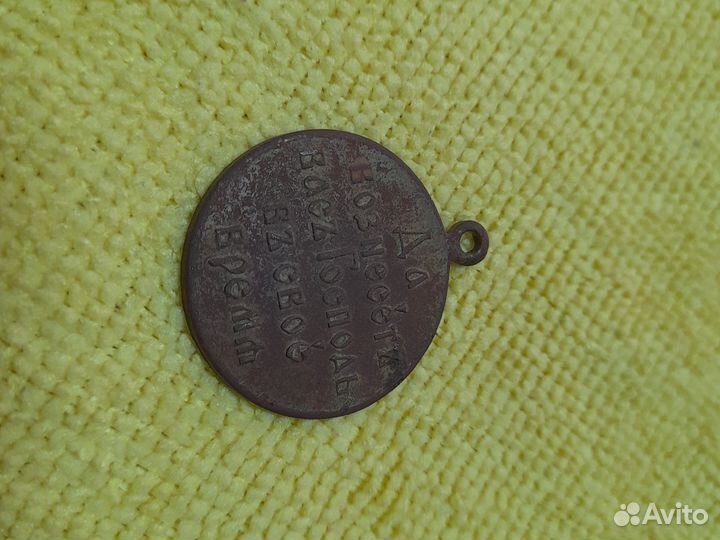 Да
вознесетъ
васъ Господь
въ свое
время
Avito